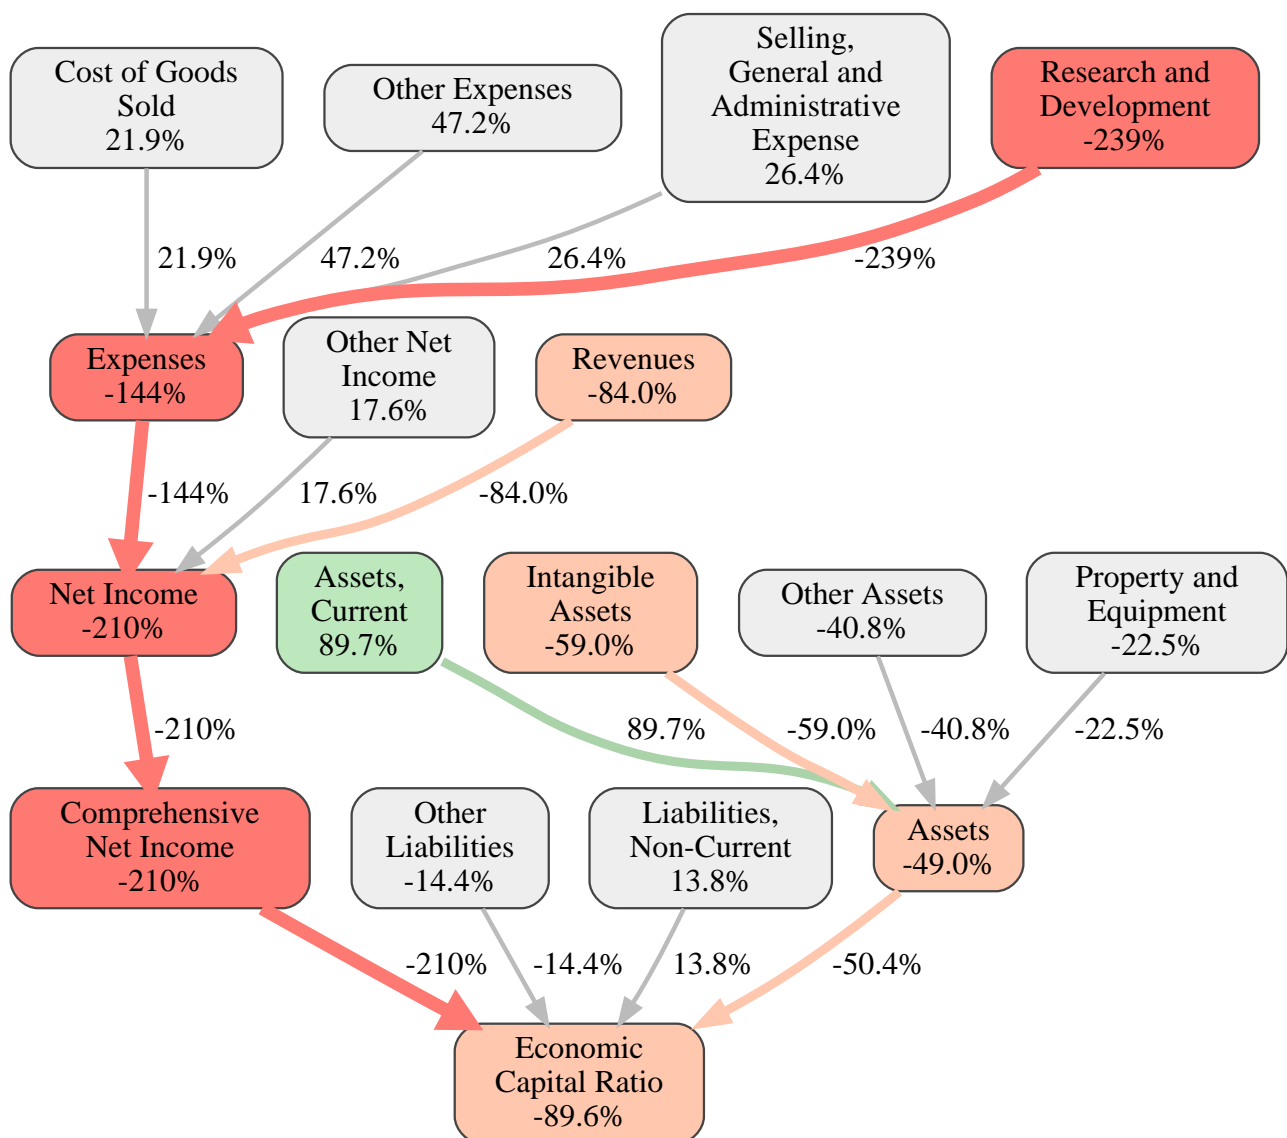 Cost of Goods
Sold
21.9%
Other Expenses
47.2%
Selling,
General and
Administrative
Expense
26.4%
Research and
Development
-239%
21.9%
47.2%
26.4%
-239%
Expenses
-144%
Other Net
Income
17.6%
Revenues
-84.0%
-144%
17.6%
-84.0%
Net Income
-210%
Assets,
Current
89.7%
Intangible
Assets
-59.0%
Other Assets
-40.8%
Property and
Equipment
-22.5%
-210%
89.7%
-59.0%
-40.8%
-22.5%
Comprehensive
Net Income
-210%
Other
Liabilities
-14.4%
Liabilities,
Non-Current
13.8%
Assets
-49.0%
-210%
-14.4%
13.8%
-50.4%
Economic
Capital Ratio
-89.6%